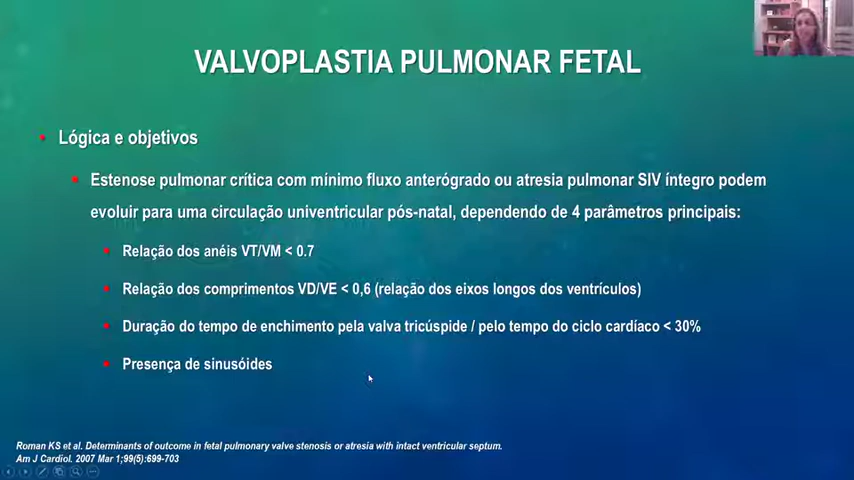 VALVOPLASTIA PULMONAR FETAL
Lógica e objetivos
Estenose pulmonar crítica com mínimo fluxo anterógrado ou atresia pulmonar SIV íntegro podem
evoluir para uma circulação univentricular pós-natal, dependendo de 4 parâmetros principais:
Relação dos anéis VT/VM < 0.7
Relação dos comprimentos VD/VE < 0,6 (relação dos eixos longos dos ventrículos)
Duração do tempo de enchimento pela valva tricúspide / pelo tempo do ciclo cardíaco < 30%
Presença de sinusóides
Roman KS et al. Determinants of outcome in fetal pulmonary valve stenosis or atresia with intact ventricular septum.
Am J Cardiol. 2007 Mar 1;99(5):699-703